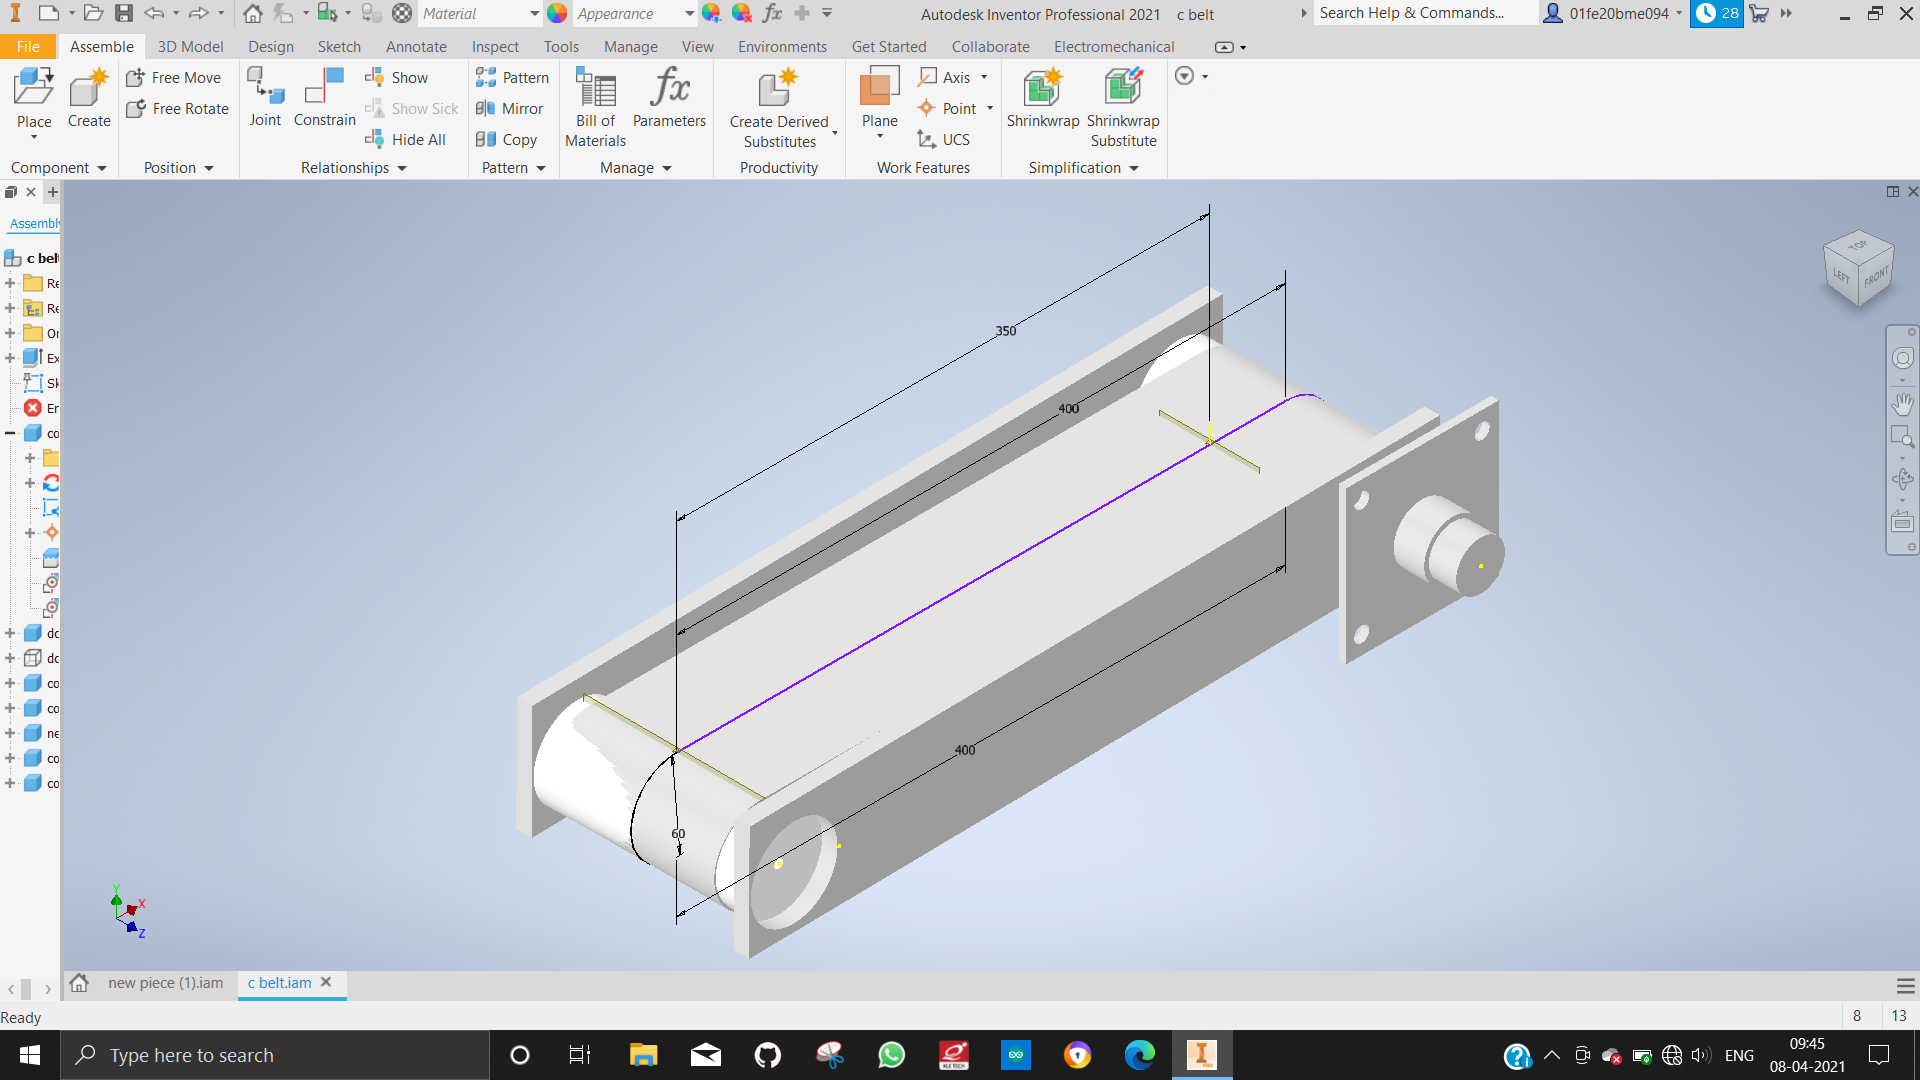 Material
Appearance
Autodesk Inventor Professional 2021 c belt
Search Help & Commands...
01fe20bme094
28
File
Assemble
3D Model
Design
Sketch
Annotate
Inspect
Tools
Manage
View
Environments
Get Started
Collaborate
Electromechanical
Place
Create
Free Move
Free Rotate
Joint
Constrain
Show
Show Sick
Hide All
Pattern
Mirror
Copy
Bill of
Materials
fx
Parameters
Create Derived
Substitutes
Plane
Axis
Point
UCS
Shrinkwrap
Shrinkwrap
Substitute
Component
Position
Relationships
Pattern
Manage
Productivity
Work Features
Simplification
Assembl
c bel
Re
Re
Or
Ex
Sk
Er
co
dc
dc
co
co
ne
co
co
350
400
400
60
TOP
LEFT
FRONT
Y
X
Z
new piece (1).iam
c belt.iam
Ready
8
13
Type here to search
ENG
09:45
08-04-2021